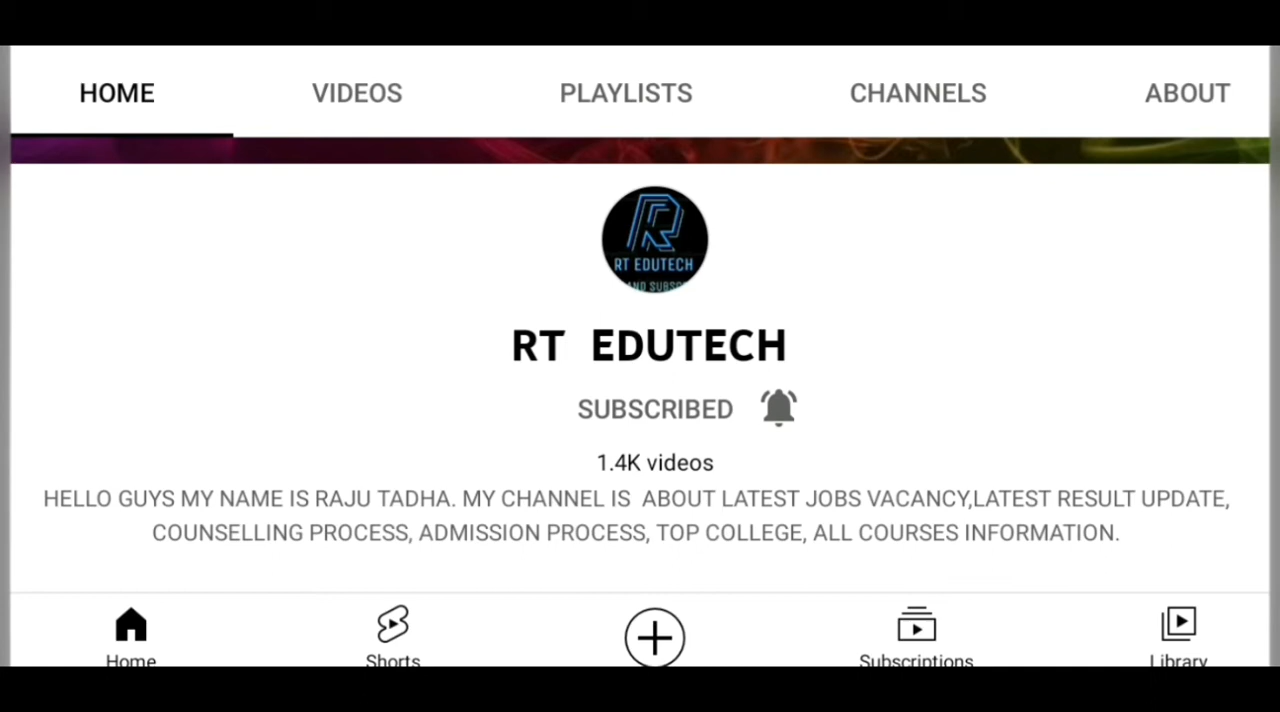 HOME VIDEOS PLAYLISTS CHANNELS ABOUT
RT EDUTECH
AND SUBSC
RT EDUTECH
SUBSCRIBED
1.4K videos
HELLO GUYS MY NAME IS RAJU TADHA. MY CHANNEL IS ABOUT LATEST JOBS VACANCY,LATEST RESULT UPDATE,
COUNSELLING PROCESS, ADMISSION PROCESS, TOP COLLEGE, ALL COURSES INFORMATION.
Home Shorts Subscriptions Library